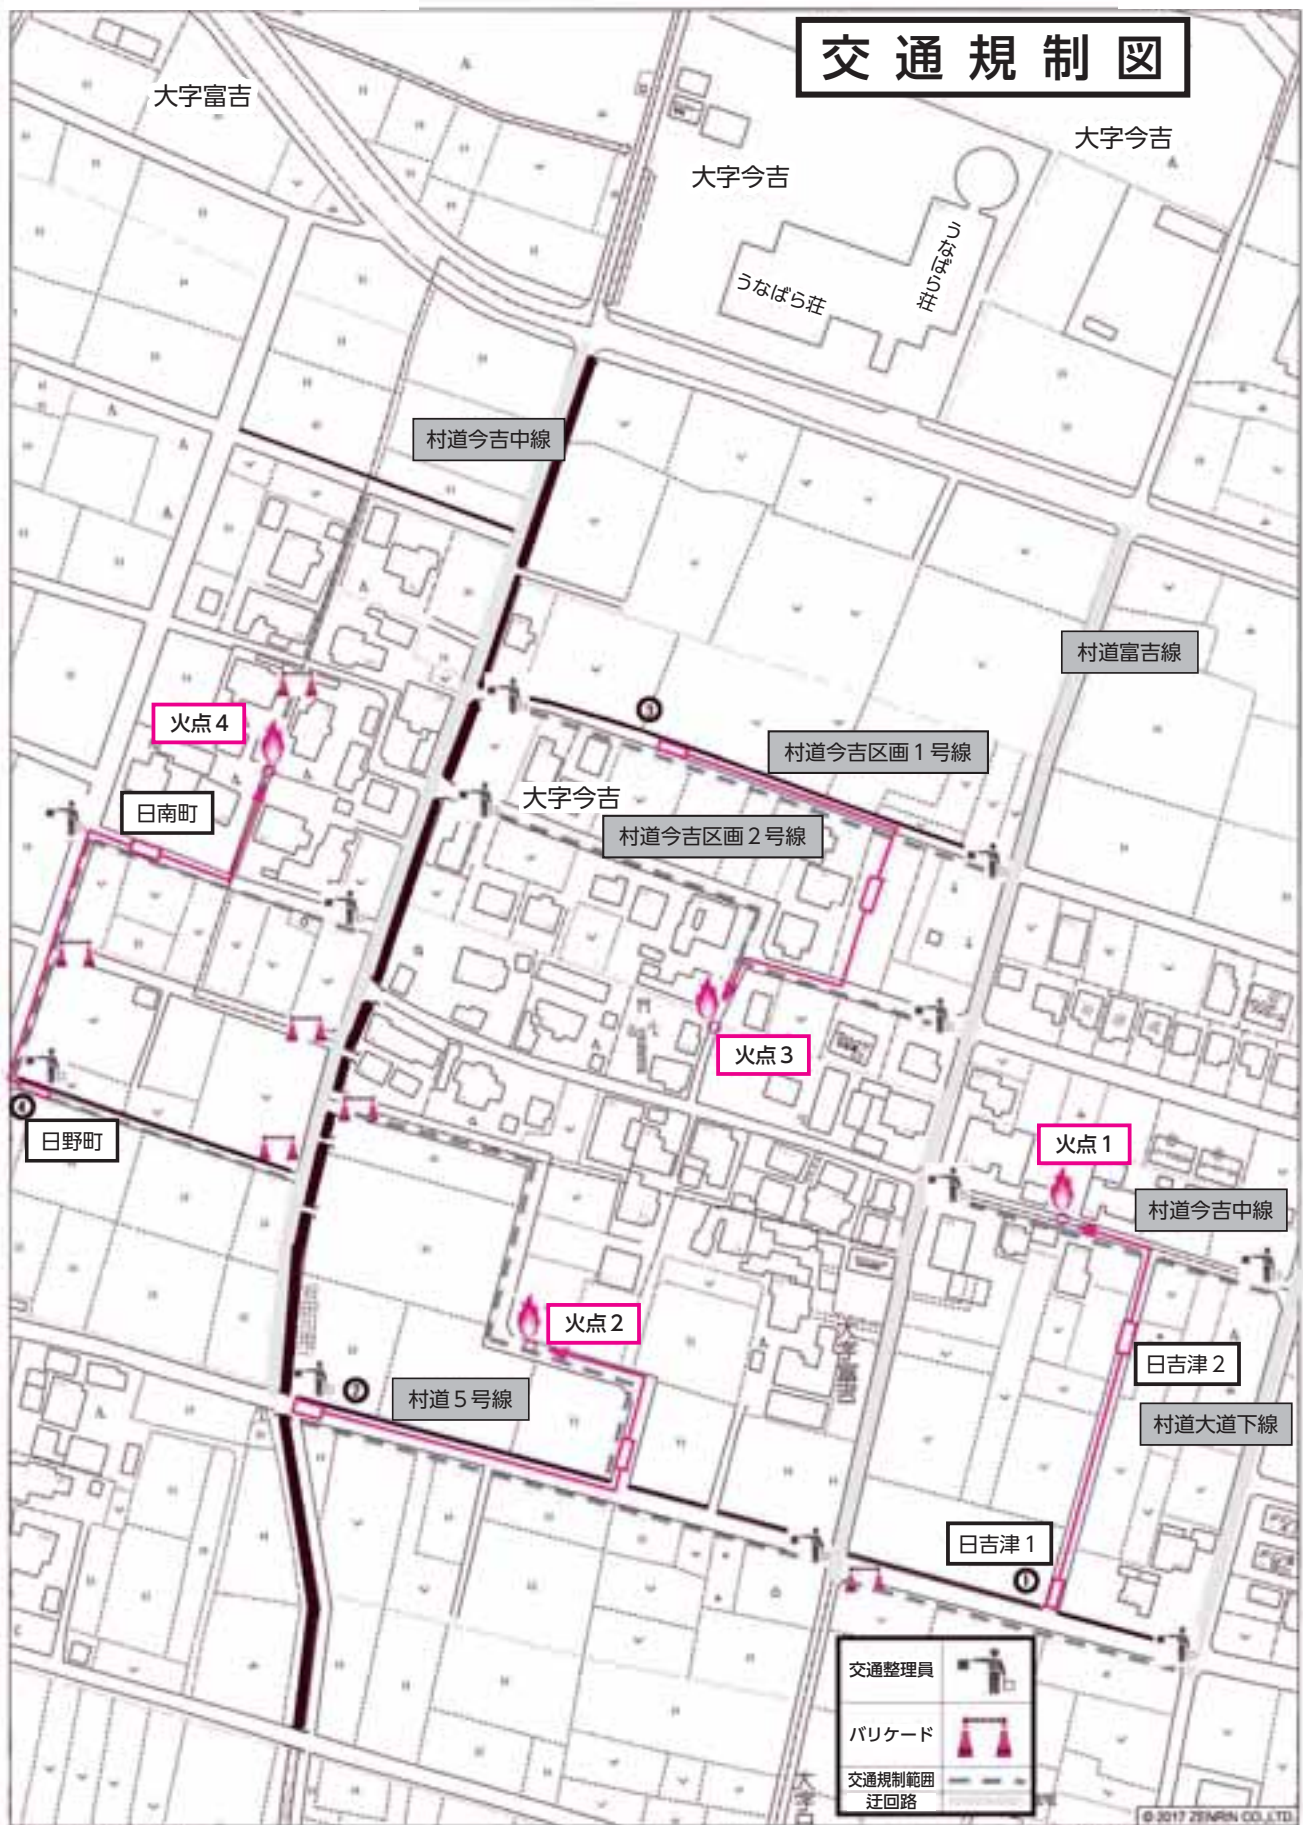 交通規制図
大字富吉
大字今吉
大字今吉
うなばら荘
うなばら荘
村道今吉中線
村道富吉線
火点4
③
村道今吉区画1号線
日南町
大字今吉
村道今吉区画2号線
火点3
④
日野町
火点1
村道今吉中線
火点2
大字富吉
日吉津2
②
村道5号線
村道大道下線
日吉津1
①
交通整理員
バリケード
交通規制範囲
迂回路
© 2017 ZENRIN CO.,LTD.